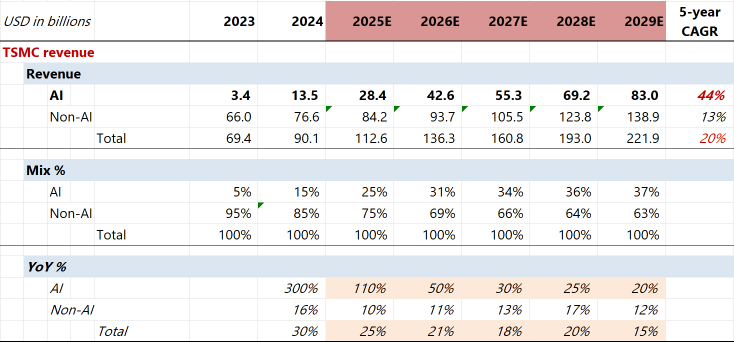 USD in billions 2023 2024 2025E 2026E 2027E 2028E 2029E 5-year CAGR
TSMC revenue
Revenue
AI 3.4 13.5 28.4 42.6 55.3 69.2 83.0 44%
Non-AI 66.0 76.6 84.2 93.7 105.5 123.8 138.9 13%
Total 69.4 90.1 112.6 136.3 160.8 193.0 221.9 20%
Mix %
AI 5% 15% 25% 31% 34% 36% 37%
Non-AI 95% 85% 75% 69% 66% 64% 63%
Total 100% 100% 100% 100% 100% 100% 100%
YoY %
AI 300% 110% 50% 30% 25% 20%
Non-AI 16% 10% 11% 13% 17% 12%
Total 30% 25% 21% 18% 20% 15%